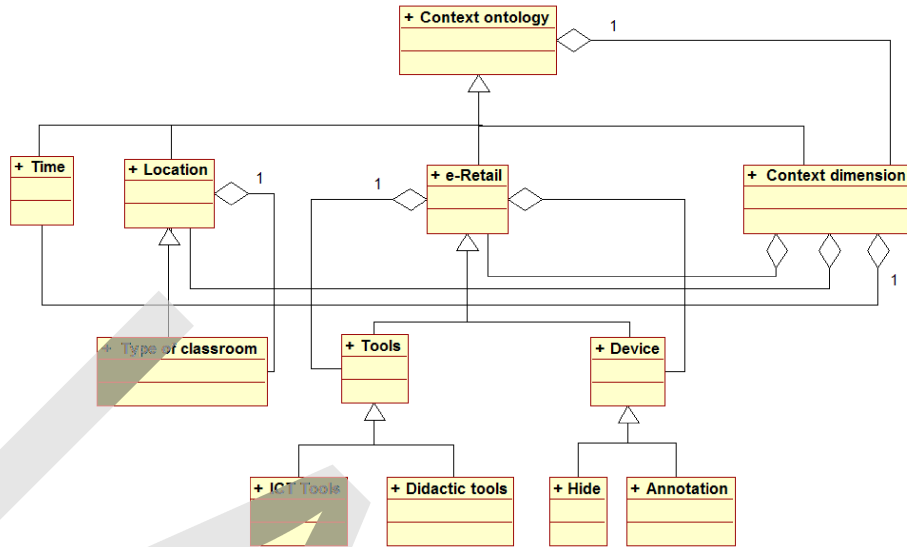 + Context ontology
1
+ Time
+ Location
1
1
+ e-Retail
+ Context dimension
1
+ Type of classroom
+ Tools
+ Device
+ ICT Tools
+ Didactic tools
+ Hide
+ Annotation